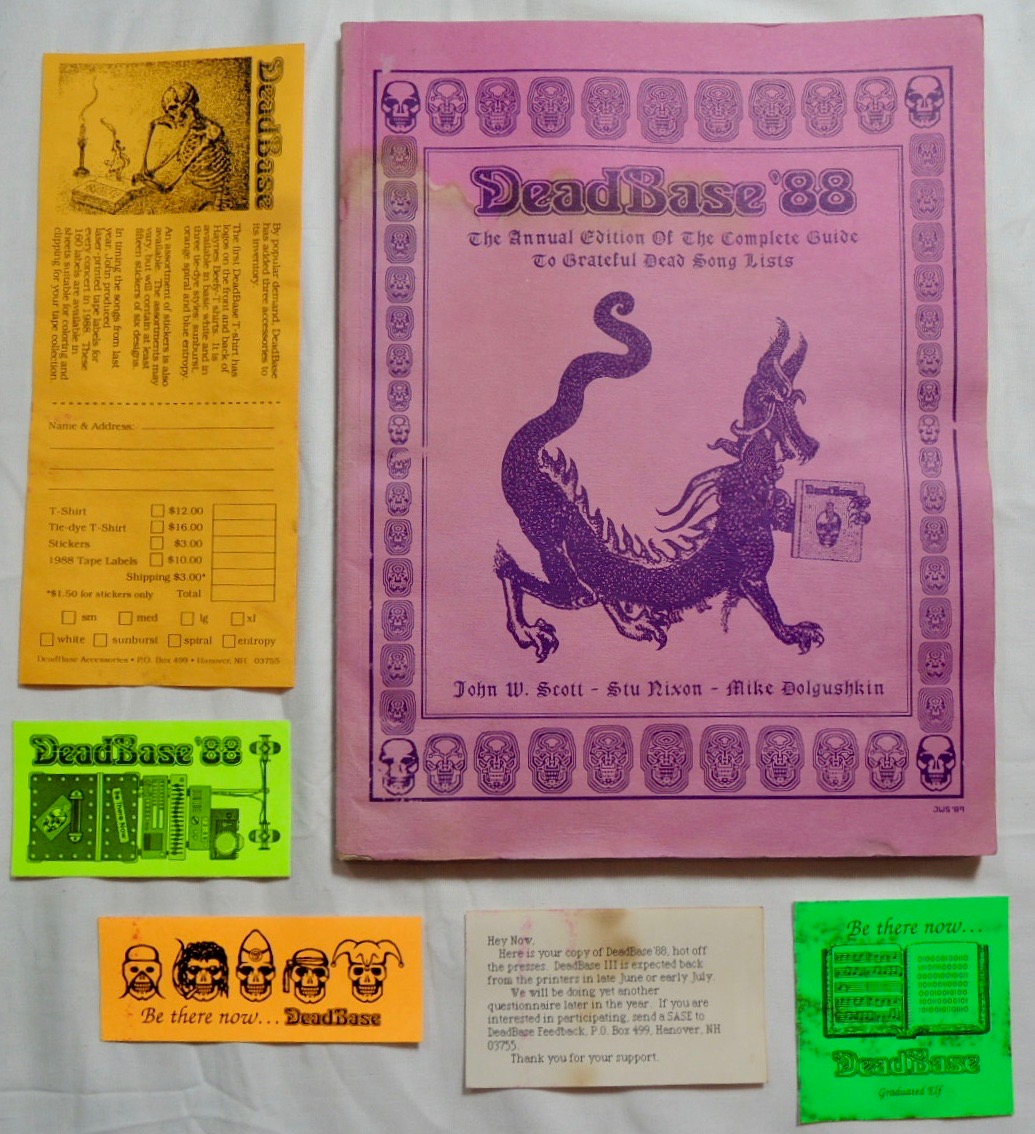 DeadBase
By popular demand, DeadBase
has added three accessories to
its inventory.
The first DeadBase T-shirt has
logos on the front and back of
Haynes Beefy-T shirts. It is
available in basic white and in
three tie-dye styles: sunburst,
orange spiral and blue entropy.
An assortment of stickers is also
available. The assortments may
vary, but will contain at least
fifteen stickers of six designs.
In timing the songs from last
year, John produced
laser-printed tape labels for
every concert in 1988. These
160 labels are available in
sheets suitable for coloring and
clipping for your tape collection.
Name & Address:
T-Shirt $12.00
Tie-dye T-Shirt $16.00
Stickers $3.00
1988 Tape Labels $10.00
Shipping $3.00*
*$1.50 for stickers only Total
sm med lg xl
white sunburst spiral entropy
DeadBase Accessories • P.O. Box 499 • Hanover, NH 03755
DeadBase '88
The Annual Edition Of The Complete Guide
To Grateful Dead Song Lists
DeadBase
John W. Scott - Stu Nixon - Mike Dolgushkin
JWS '89
DeadBase '88
Be There Now
Be there now... DeadBase
Hey Now,
Here is your copy of DeadBase '88, hot off
the presses. DeadBase III is expected back
from the printers in late June or early July.
We will be doing yet another
questionnaire later in the year. If you are
interested in participating, send a SASE to
DeadBase Feedback, P.O. Box 499, Hanover, NH
03755.
Thank you for your support.
Be there now...
DeadBase
Graduated Elf